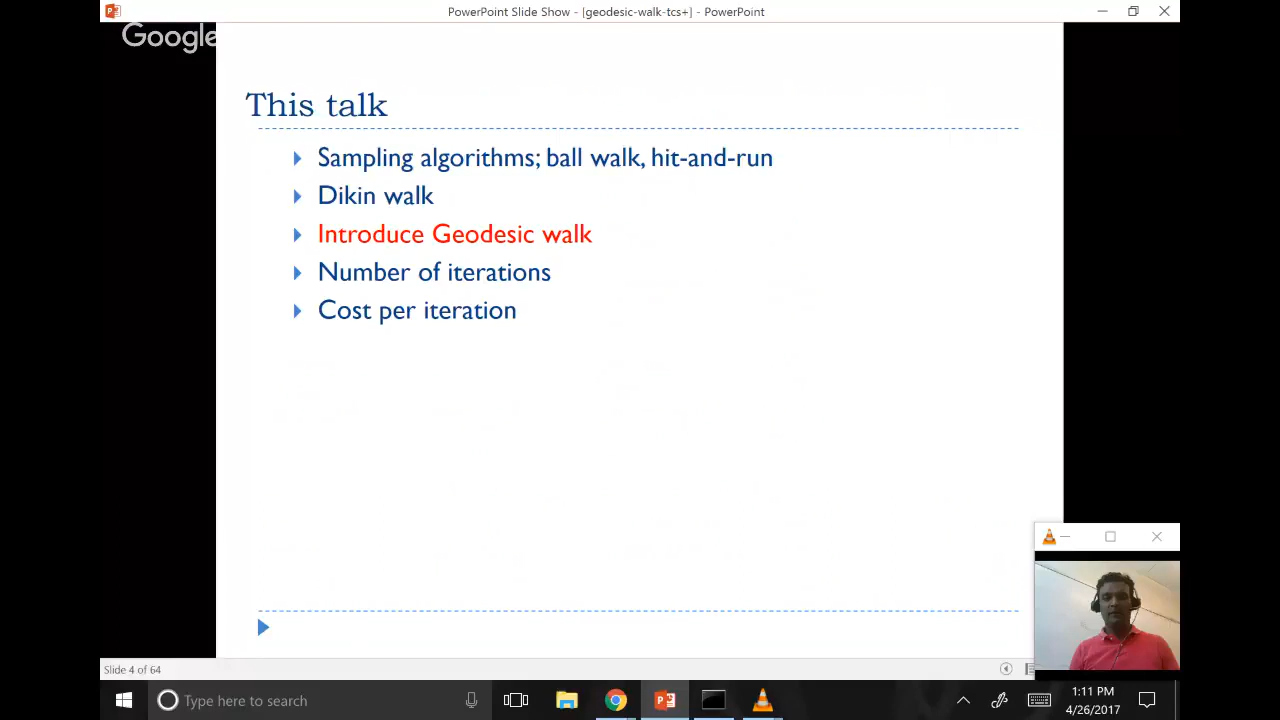 PowerPoint Slide Show - [geodesic-walk-tcs+] - PowerPoint
Google
This talk
Sampling algorithms; ball walk, hit-and-run
Dikin walk
Introduce Geodesic walk
Number of iterations
Cost per iteration
Slide 4 of 64
Type here to search
1:11 PM
4/26/2017